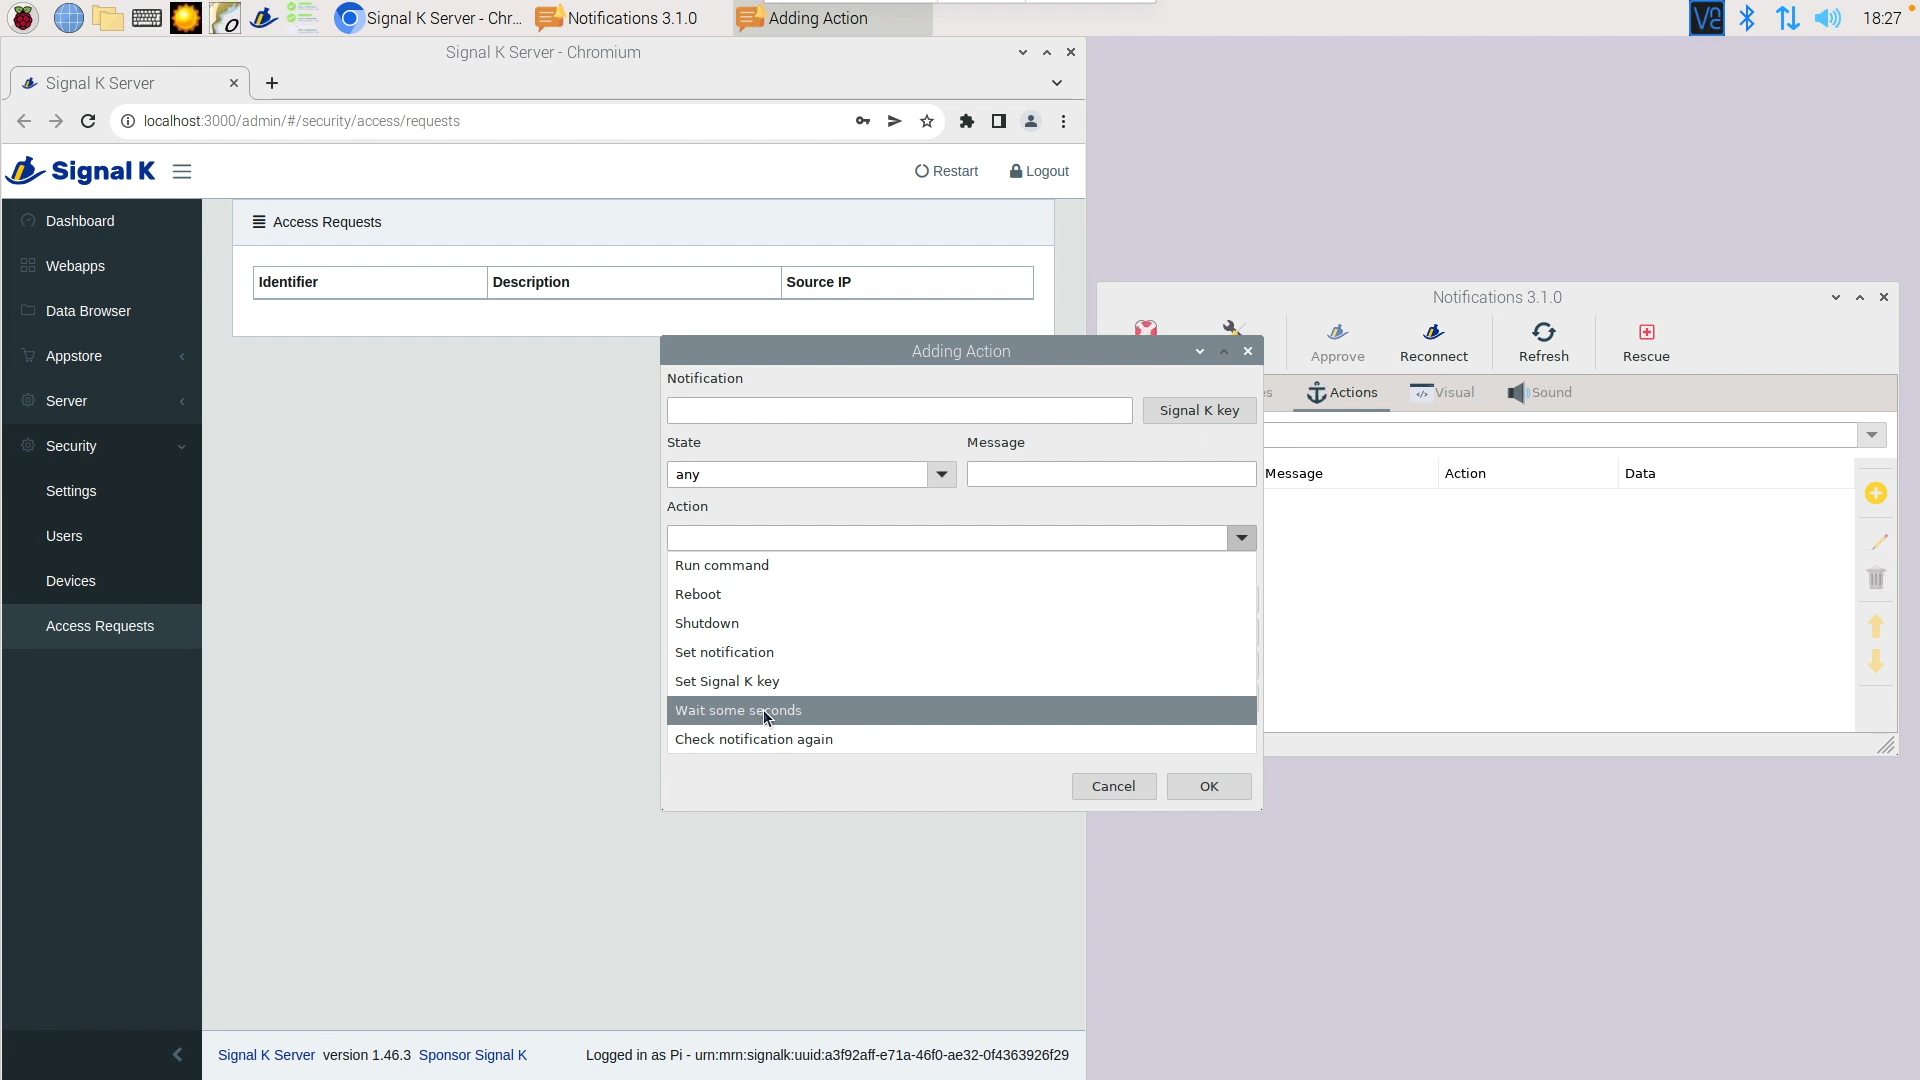 Signal K Server - Chr...
Notifications 3.1.0
Adding Action
VE
18:27
Signal K Server - Chromium
Signal K Server
localhost:3000/admin/#/security/access/requests
Signal K
Restart
Logout
Dashboard
Webapps
Data Browser
Appstore
Server
Security
Settings
Users
Devices
Access Requests
Access Requests
Identifier
Description
Source IP
Notifications 3.1.0
Approve
Reconnect
Refresh
Rescue
Actions
Visual
Sound
Message
Action
Data
Adding Action
Notification
Signal K key
State
Message
any
Action
Run command
Reboot
Shutdown
Set notification
Set Signal K key
Wait some seconds
Check notification again
Cancel
OK
Signal K Server version 1.46.3 Sponsor Signal K
Logged in as Pi - urn:mrn:signalk:uuid:a3f92aff-e71a-46f0-ae32-0f4363926f29